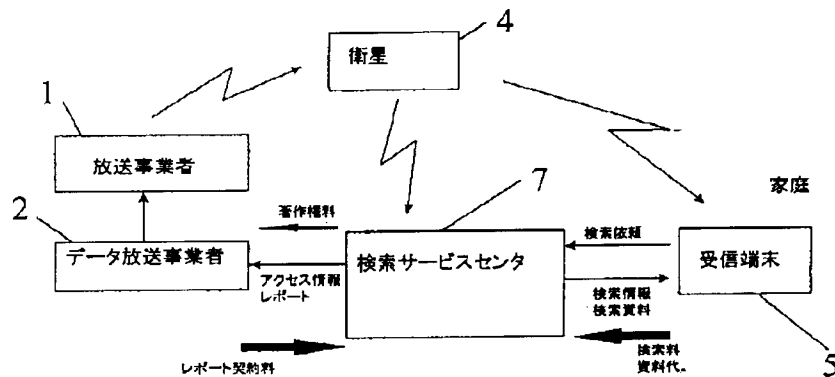 4
衛星
1
放送事業者
7
家庭
2
著作権料
検索依頼
データ放送事業者
検索サービスセンタ
受信端末
アクセス情報
レポート
検索情報
検索資料
レポート契約料
検索料
資料代。
5